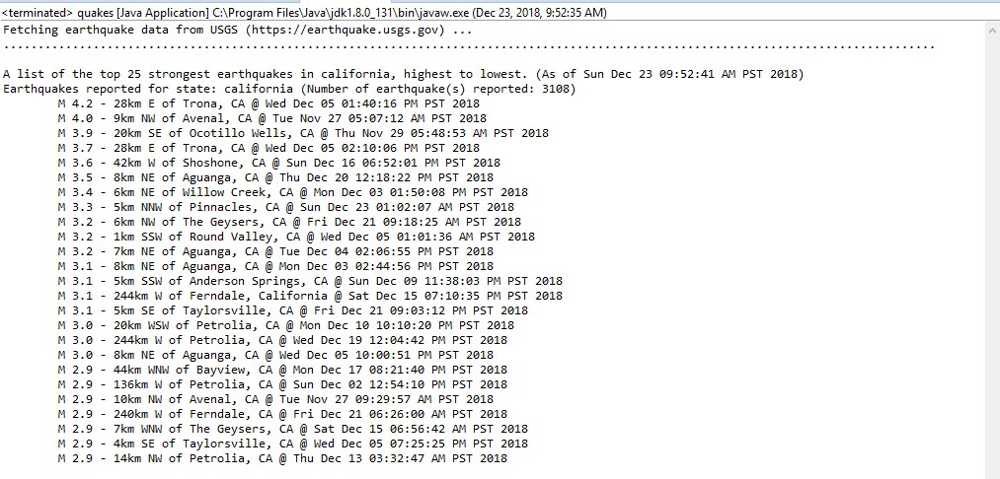 <terminated> quakes [Java Application] C:\Program Files\Java\jdk1.8.0_131\bin\javaw.exe (Dec 23, 2018, 9:52:35 AM)
Fetching earthquake data from USGS (https://earthquake.usgs.gov) ...
.......................................................................................................................................
A list of the top 25 strongest earthquakes in california, highest to lowest. (As of Sun Dec 23 09:52:41 AM PST 2018)
Earthquakes reported for state: california (Number of earthquake(s) reported: 3108)
M 4.2 - 28km E of Trona, CA @ Wed Dec 05 01:40:16 PM PST 2018
M 4.0 - 9km NW of Avenal, CA @ Tue Nov 27 05:07:12 AM PST 2018
M 3.9 - 20km SE of Ocotillo Wells, CA @ Thu Nov 29 05:48:53 AM PST 2018
M 3.7 - 28km E of Trona, CA @ Wed Dec 05 02:10:06 PM PST 2018
M 3.6 - 42km W of Shoshone, CA @ Sun Dec 16 06:52:01 PM PST 2018
M 3.5 - 8km NE of Aguanga, CA @ Thu Dec 20 12:18:22 PM PST 2018
M 3.4 - 6km NE of Willow Creek, CA @ Mon Dec 03 01:50:08 PM PST 2018
M 3.3 - 5km NNW of Pinnacles, CA @ Sun Dec 23 01:02:07 AM PST 2018
M 3.2 - 6km NW of The Geysers, CA @ Fri Dec 21 09:18:25 AM PST 2018
M 3.2 - 1km SSW of Round Valley, CA @ Wed Dec 05 01:01:36 AM PST 2018
M 3.2 - 7km NE of Aguanga, CA @ Tue Dec 04 02:06:55 PM PST 2018
M 3.1 - 8km NE of Aguanga, CA @ Mon Dec 03 02:44:56 PM PST 2018
M 3.1 - 5km SSW of Anderson Springs, CA @ Sun Dec 09 11:38:03 PM PST 2018
M 3.1 - 244km W of Ferndale, California @ Sat Dec 15 07:10:35 PM PST 2018
M 3.1 - 5km SE of Taylorsville, CA @ Fri Dec 21 09:03:12 PM PST 2018
M 3.0 - 20km WSW of Petrolia, CA @ Mon Dec 10 10:10:20 PM PST 2018
M 3.0 - 244km W of Petrolia, CA @ Wed Dec 19 12:04:42 PM PST 2018
M 3.0 - 8km NE of Aguanga, CA @ Wed Dec 05 10:00:51 PM PST 2018
M 2.9 - 44km WNW of Bayview, CA @ Mon Dec 17 08:21:40 PM PST 2018
M 2.9 - 136km W of Petrolia, CA @ Sun Dec 02 12:54:10 PM PST 2018
M 2.9 - 10km NW of Avenal, CA @ Tue Nov 27 09:29:57 AM PST 2018
M 2.9 - 240km W of Ferndale, CA @ Fri Dec 21 06:26:00 AM PST 2018
M 2.9 - 7km WNW of The Geysers, CA @ Sat Dec 15 06:56:42 AM PST 2018
M 2.9 - 4km SE of Taylorsville, CA @ Wed Dec 05 07:25:25 PM PST 2018
M 2.9 - 14km NW of Petrolia, CA @ Thu Dec 13 03:32:47 AM PST 2018